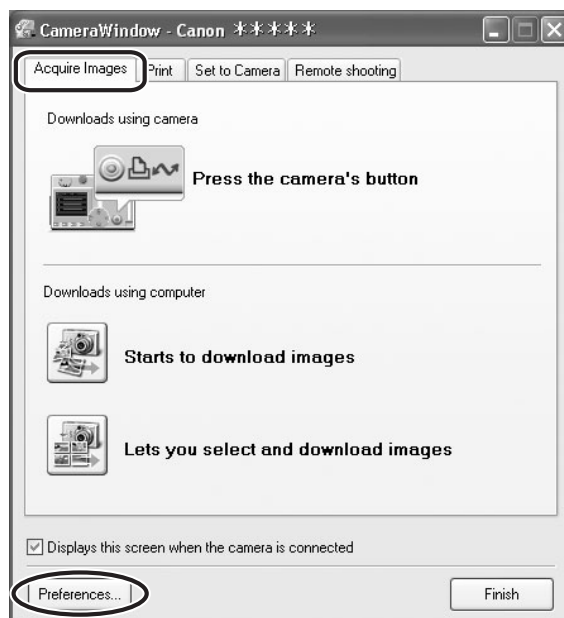 CameraWindow - Canon *****
Acquire Images Print Set to Camera Remote shooting
Downloads using camera
Press the camera's button
Downloads using computer
Starts to download images
Lets you select and download images
Displays this screen when the camera is connected
Preferences... Finish